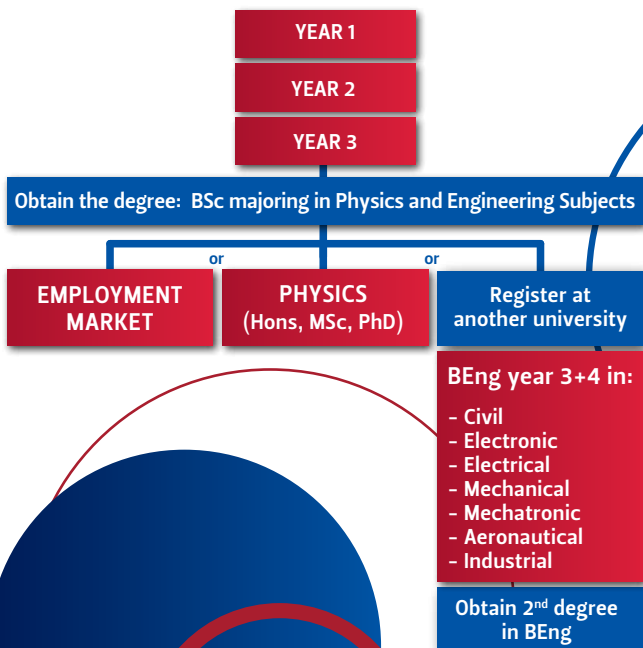 YEAR 1
YEAR 2
YEAR 3
Obtain the degree: BSc majoring in Physics and Engineering Subjects
or
or
EMPLOYMENT
MARKET
PHYSICS
(Hons, MSc, PhD)
Register at
another university
BEng year 3+4 in:
- Civil
- Electronic
- Electrical
- Mechanical
- Mechatronic
- Aeronautical
- Industrial
Obtain 2nd degree
in BEng